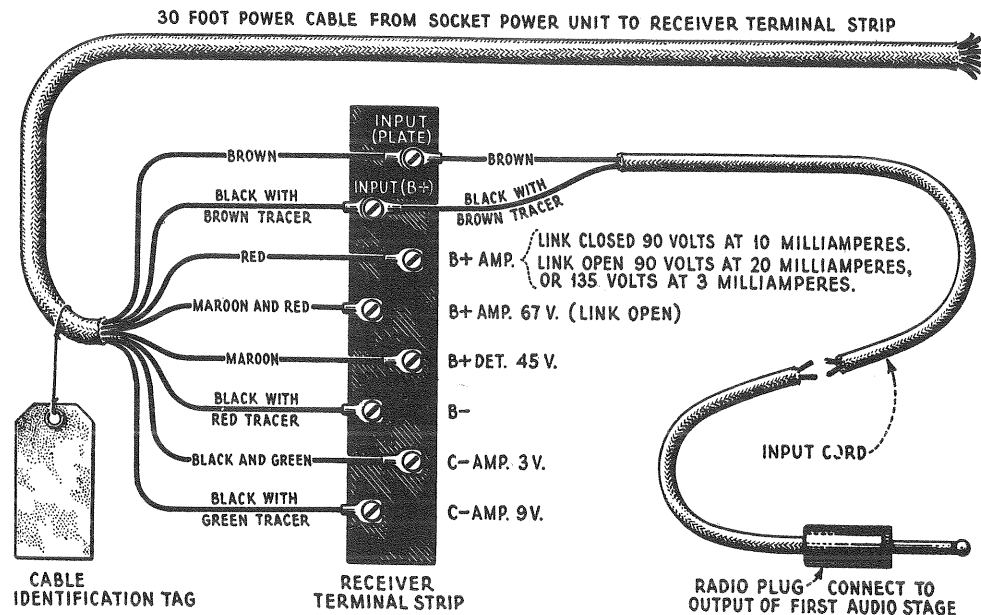 30 FOOT POWER CABLE FROM SOCKET POWER UNIT TO RECEIVER TERMINAL STRIP
INPUT
(PLATE)
BROWN
BROWN
INPUT (B+)
BLACK WITH
BROWN TRACER
BLACK WITH
BROWN TRACER
RED
B+ AMP.
LINK CLOSED 90 VOLTS AT 10 MILLIAMPERES.
LINK OPEN 90 VOLTS AT 20 MILLIAMPERES,
OR 135 VOLTS AT 3 MILLIAMPERES.
MAROON AND RED
B+ AMP. 67 V. (LINK OPEN)
MAROON
B+ DET. 45 V.
BLACK WITH
RED TRACER
B-
BLACK AND GREEN
C- AMP. 3 V.
BLACK WITH
GREEN TRACER
C- AMP. 9 V.
INPUT CORD
CABLE
IDENTIFICATION TAG
RECEIVER
TERMINAL STRIP
RADIO PLUG
CONNECT TO
OUTPUT OF FIRST AUDIO STAGE